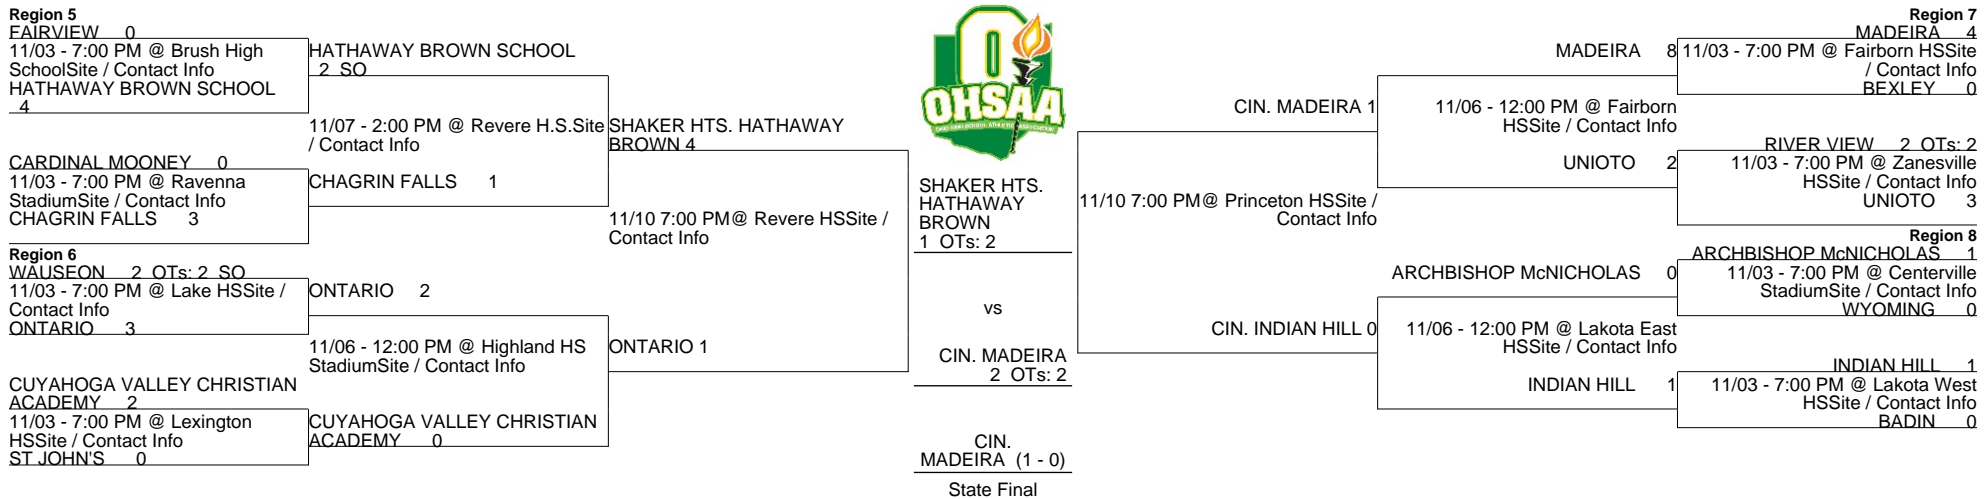 Region 5
FAIRVIEW 0
11/03 - 7:00 PM @ Brush High
SchoolSite / Contact Info
HATHAWAY BROWN SCHOOL
4
CARDINAL MOONEY 0
11/03 - 7:00 PM @ Ravenna
StadiumSite / Contact Info
CHAGRIN FALLS 3
Region 6
WAUSEON 2 OTs: 2 SO
11/03 - 7:00 PM @ Lake HSSite /
Contact Info
ONTARIO 3
CUYAHOGA VALLEY CHRISTIAN
ACADEMY 2
11/03 - 7:00 PM @ Lexington
HSSite / Contact Info
ST JOHN'S 0
HATHAWAY BROWN SCHOOL
2 SO
11/07 - 2:00 PM @ Revere H.S.Site
/ Contact Info
CHAGRIN FALLS 1
ONTARIO 2
11/06 - 12:00 PM @ Highland HS
StadiumSite / Contact Info
CUYAHOGA VALLEY CHRISTIAN
ACADEMY 0
SHAKER HTS. HATHAWAY
BROWN 4
11/10 7:00 PM@ Revere HSSite /
Contact Info
ONTARIO 1
OHSAA
SHAKER HTS.
HATHAWAY
BROWN
1 OTs: 2
vs
CIN. MADEIRA
2 OTs: 2
CIN.
MADEIRA (1 - 0)
State Final
CIN. MADEIRA 1
11/10 7:00 PM@ Princeton HSSite /
Contact Info
CIN. INDIAN HILL 0
MADEIRA 8
11/06 - 12:00 PM @ Fairborn
HSSite / Contact Info
UNIOTO 2
ARCHBISHOP McNICHOLAS 0
11/06 - 12:00 PM @ Lakota East
HSSite / Contact Info
INDIAN HILL 1
Region 7
MADEIRA 4
11/03 - 7:00 PM @ Fairborn HSSite
/ Contact Info
BEXLEY 0
RIVER VIEW 2 OTs: 2
11/03 - 7:00 PM @ Zanesville
HSSite / Contact Info
UNIOTO 3
Region 8
ARCHBISHOP McNICHOLAS 1
11/03 - 7:00 PM @ Centerville
StadiumSite / Contact Info
WYOMING 0
INDIAN HILL 1
11/03 - 7:00 PM @ Lakota West
HSSite / Contact Info
BADIN 0